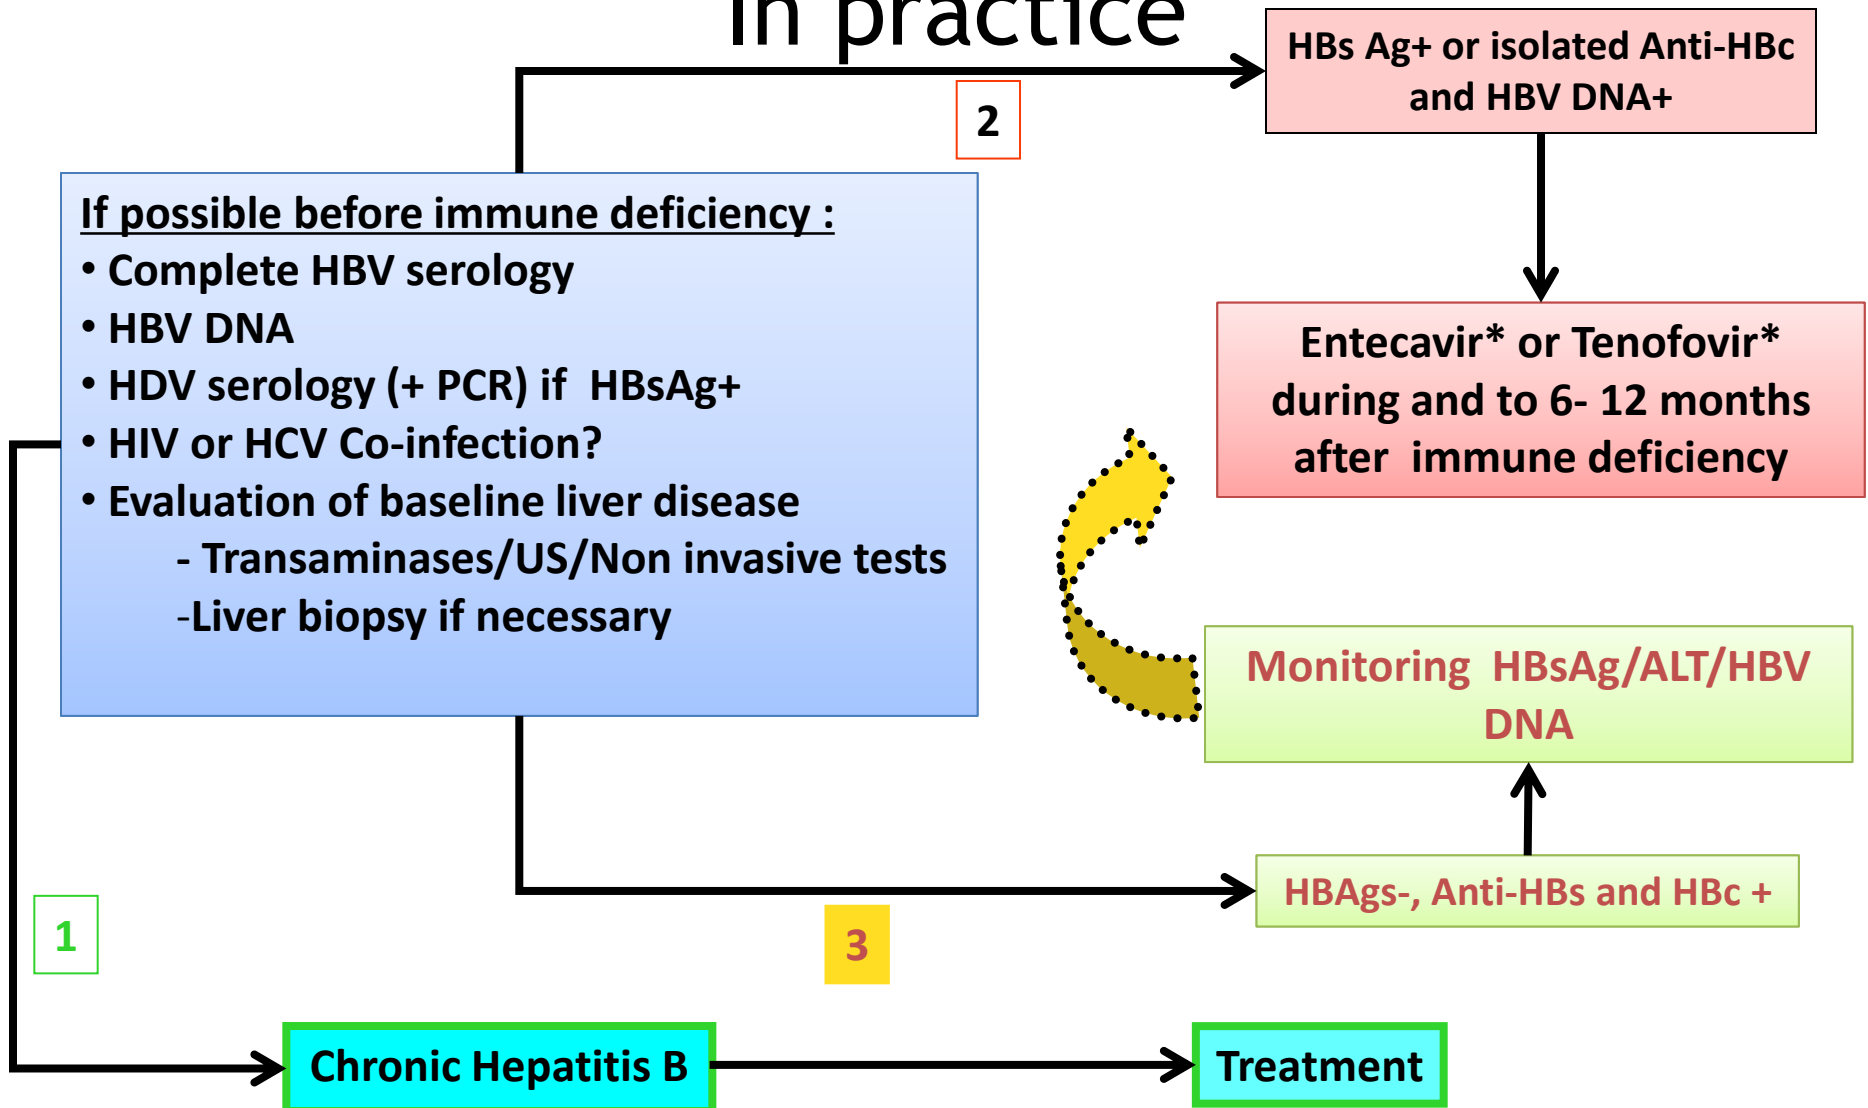 In practice
HBs Ag+ or isolated Anti-HBc
and HBV DNA+
2
If possible before immune deficiency :
• Complete HBV serology
• HBV DNA
• HDV serology (+ PCR) if HBsAg+
• HIV or HCV Co-infection?
• Evaluation of baseline liver disease
- Transaminases/US/Non invasive tests
-Liver biopsy if necessary
Entecavir* or Tenofovir*
during and to 6- 12 months
after immune deficiency
Monitoring HBsAg/ALT/HBV
DNA
HBAgs-, Anti-HBs and HBc +
1
3
Chronic Hepatitis B
Treatment